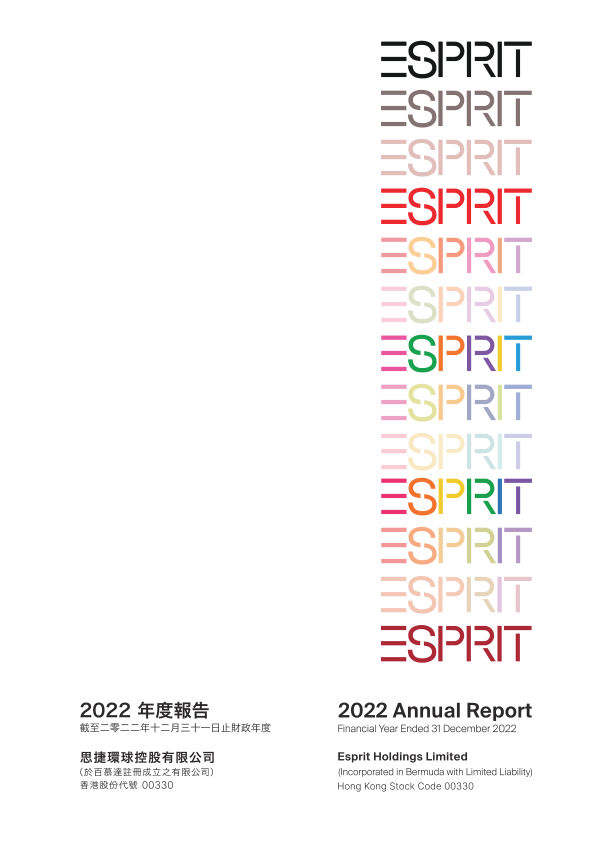 ESPRIT
ESPRIT
ESPRIT
ESPRIT
ESPRIT
ESPRIT
ESPRIT
ESPRIT
ESPRIT
ESPRIT
ESPRIT
ESPRIT
ESPRIT
2022 年度報告
截至二零二二年十二月三十一日止財政年度
思捷環球控股有限公司
(於百慕達註冊成立之有限公司)
香港股份代號 00330
2022 Annual Report
Financial Year Ended 31 December 2022
Esprit Holdings Limited
(Incorporated in Bermuda with Limited Liability)
Hong Kong Stock Code 00330